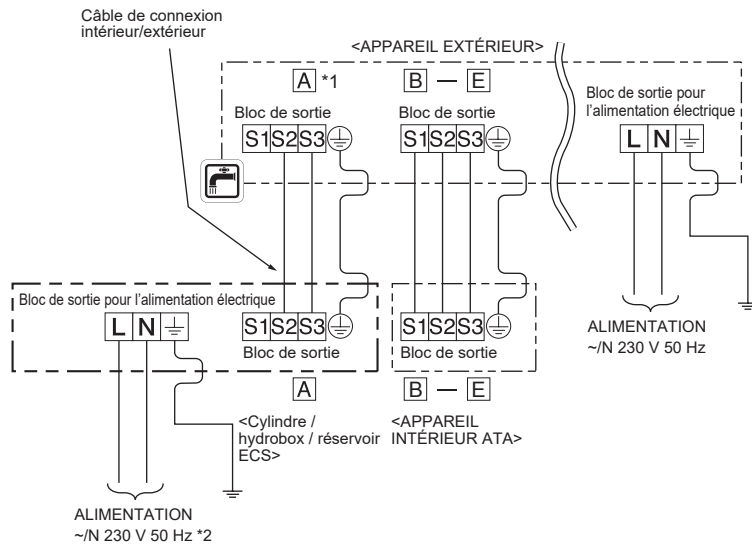 Câble de connexion
intérieur/extérieur
<APPAREIL EXTÉRIEUR>
A *1
B — E
Bloc de sortie
Bloc de sortie
Bloc de sortie pour
l'alimentation électrique
S1 S2 S3
S1 S2 S3
L N
Bloc de sortie pour l'alimentation électrique
L N
S1 S2 S3
S1 S2 S3
Bloc de sortie
Bloc de sortie
ALIMENTATION
~/N 230 V 50 Hz
A
B — E
<Cylindre /
hydrobox / réservoir
ECS>
<APPAREIL
INTÉRIEUR ATA>
ALIMENTATION
~/N 230 V 50 Hz *2